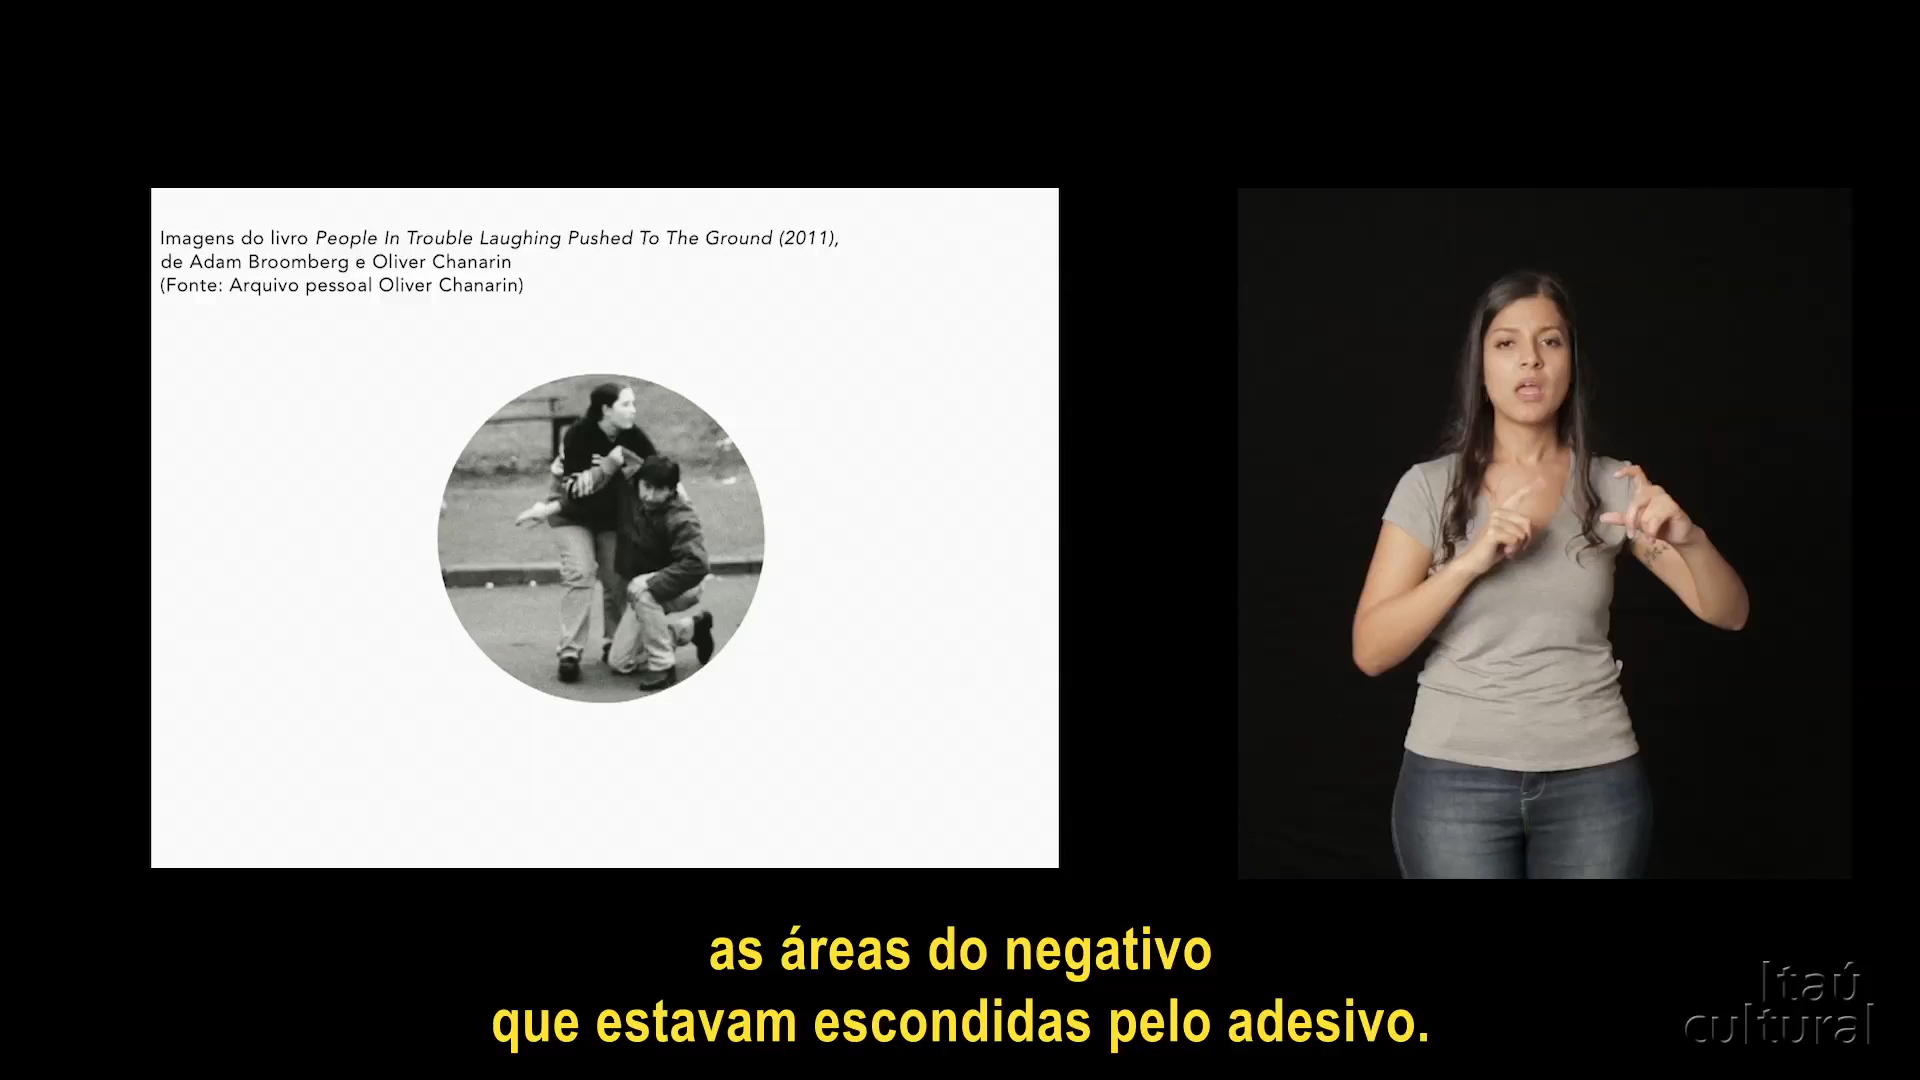 Imagens do livro People In Trouble Laughing Pushed To The Ground (2011),
de Adam Broomberg e Oliver Chanarin
(Fonte: Arquivo pessoal Oliver Chanarin)
as áreas do negativo
que estavam escondidas pelo adesivo.
Itaú
cultural